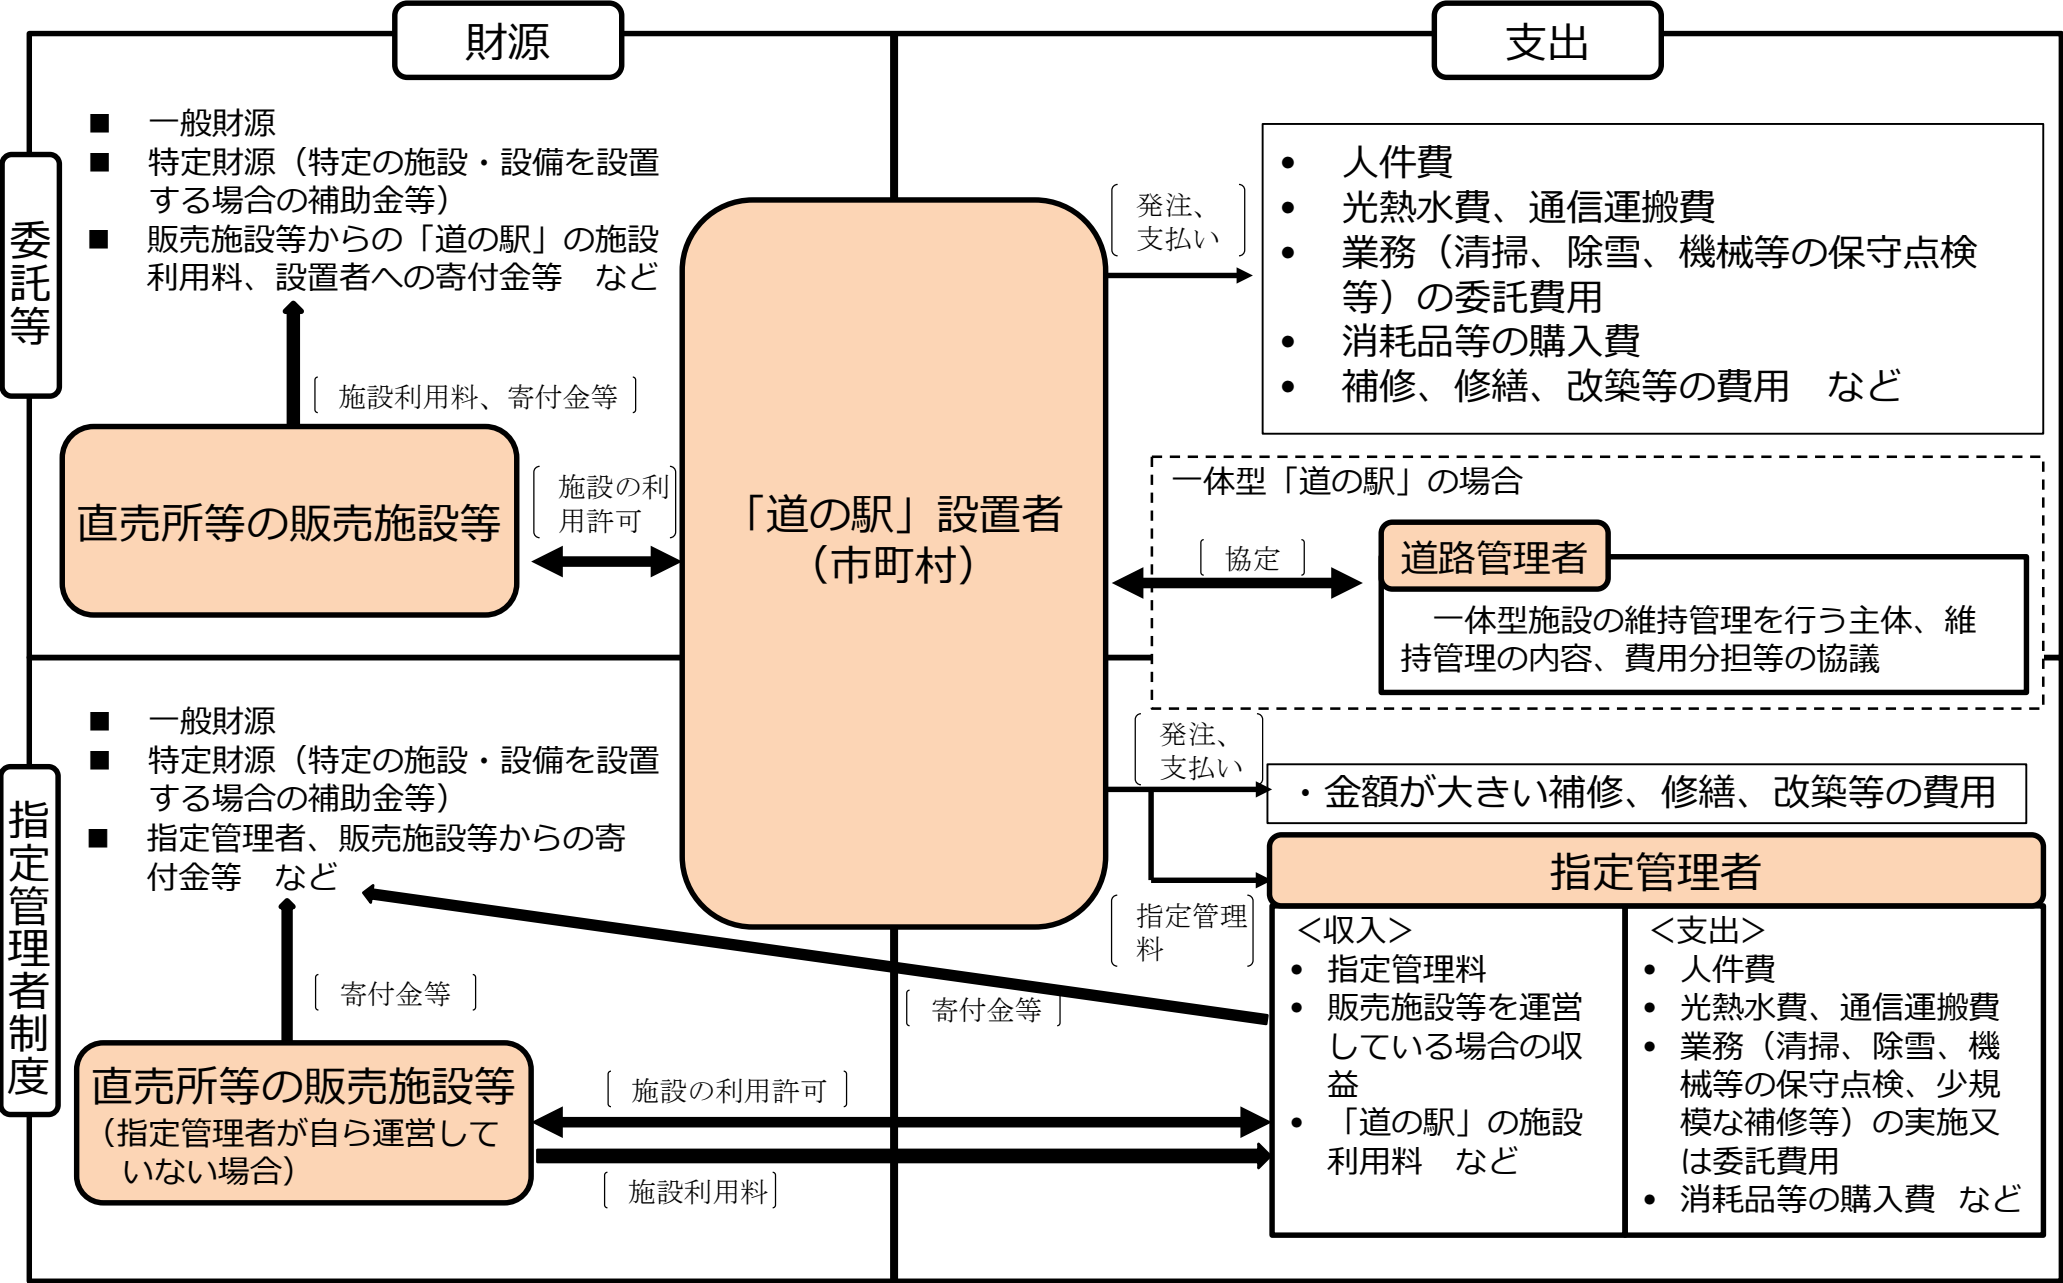 財源
支出
委託等
■ 一般財源
■ 特定財源（特定の施設・設備を設置
する場合の補助金等）
■ 販売施設等からの「道の駅」の施設
利用料、設置者への寄付金等　など
施設利用料、寄付金等
直売所等の販売施設等
施設の利
用許可
「道の駅」設置者
（市町村）
発注、
支払い
• 人件費
• 光熱水費、通信運搬費
• 業務（清掃、除雪、機械等の保守点検
等）の委託費用
• 消耗品等の購入費
• 補修、修繕、改築等の費用　など
一体型「道の駅」の場合
協定
道路管理者
一体型施設の維持管理を行う主体、維
持管理の内容、費用分担等の協議
指定管理者制度
■ 一般財源
■ 特定財源（特定の施設・設備を設置
する場合の補助金等）
■ 指定管理者、販売施設等からの寄
付金等　など
寄付金等
直売所等の販売施設等
（指定管理者が自ら運営して
いない場合）
発注、
支払い
・金額が大きい補修、修繕、改築等の費用
指定管理
料
寄付金等
施設の利用許可
施設利用料
指定管理者
＜収入＞
• 指定管理料
• 販売施設等を運営
している場合の収
益
• 「道の駅」の施設
利用料　など
＜支出＞
• 人件費
• 光熱水費、通信運搬費
• 業務（清掃、除雪、機
械等の保守点検、少規
模な補修等）の実施又
は委託費用
• 消耗品等の購入費　など